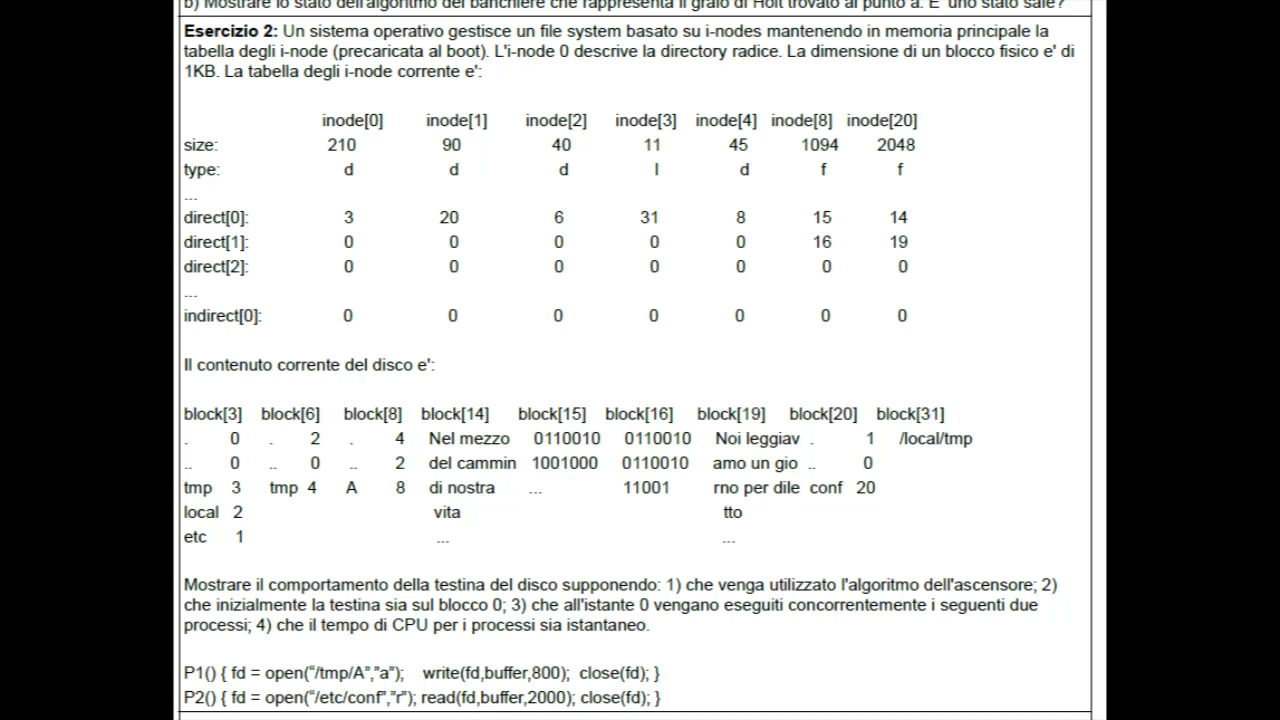 b) Mostrare lo stato dell'algoritmo del banchiere che rappresenta il grafo di Holt trovato al punto a. E' uno stato safe?
Esercizio 2: Un sistema operativo gestisce un file system basato su i-nodes mantenendo in memoria principale la
tabella degli i-node (precaricata al boot). L'i-node 0 descrive la directory radice. La dimensione di un blocco fisico e' di
1KB. La tabella degli i-node corrente e':
inode[0] inode[1] inode[2] inode[3] inode[4] inode[8] inode[20]
size: 210 90 40 11 45 1094 2048
type: d d d l d f f
...
direct[0]: 3 20 6 31 8 15 14
direct[1]: 0 0 0 0 0 16 19
direct[2]: 0 0 0 0 0 0 0
...
indirect[0]: 0 0 0 0 0 0 0
Il contenuto corrente del disco e':
block[3] block[6] block[8] block[14] block[15] block[16] block[19] block[20] block[31]
. 0 . 2 . 4 Nel mezzo 0110010 0110010 Noi leggiav . 1 /local/tmp
.. 0 .. 0 .. 2 del cammin 1001000 0110010 amo un gio .. 0
tmp 3 tmp 4 A 8 di nostra ... 11001 rno per dile conf 20
local 2 vita tto
etc 1 ... ...
Mostrare il comportamento della testina del disco supponendo: 1) che venga utilizzato l'algoritmo dell'ascensore; 2)
che inizialmente la testina sia sul blocco 0; 3) che all'istante 0 vengano eseguiti concorrentemente i seguenti due
processi; 4) che il tempo di CPU per i processi sia istantaneo.
P1() { fd = open(“/tmp/A”,”a”); write(fd,buffer,800); close(fd); }
P2() { fd = open(“/etc/conf”,”r”); read(fd,buffer,2000); close(fd); }